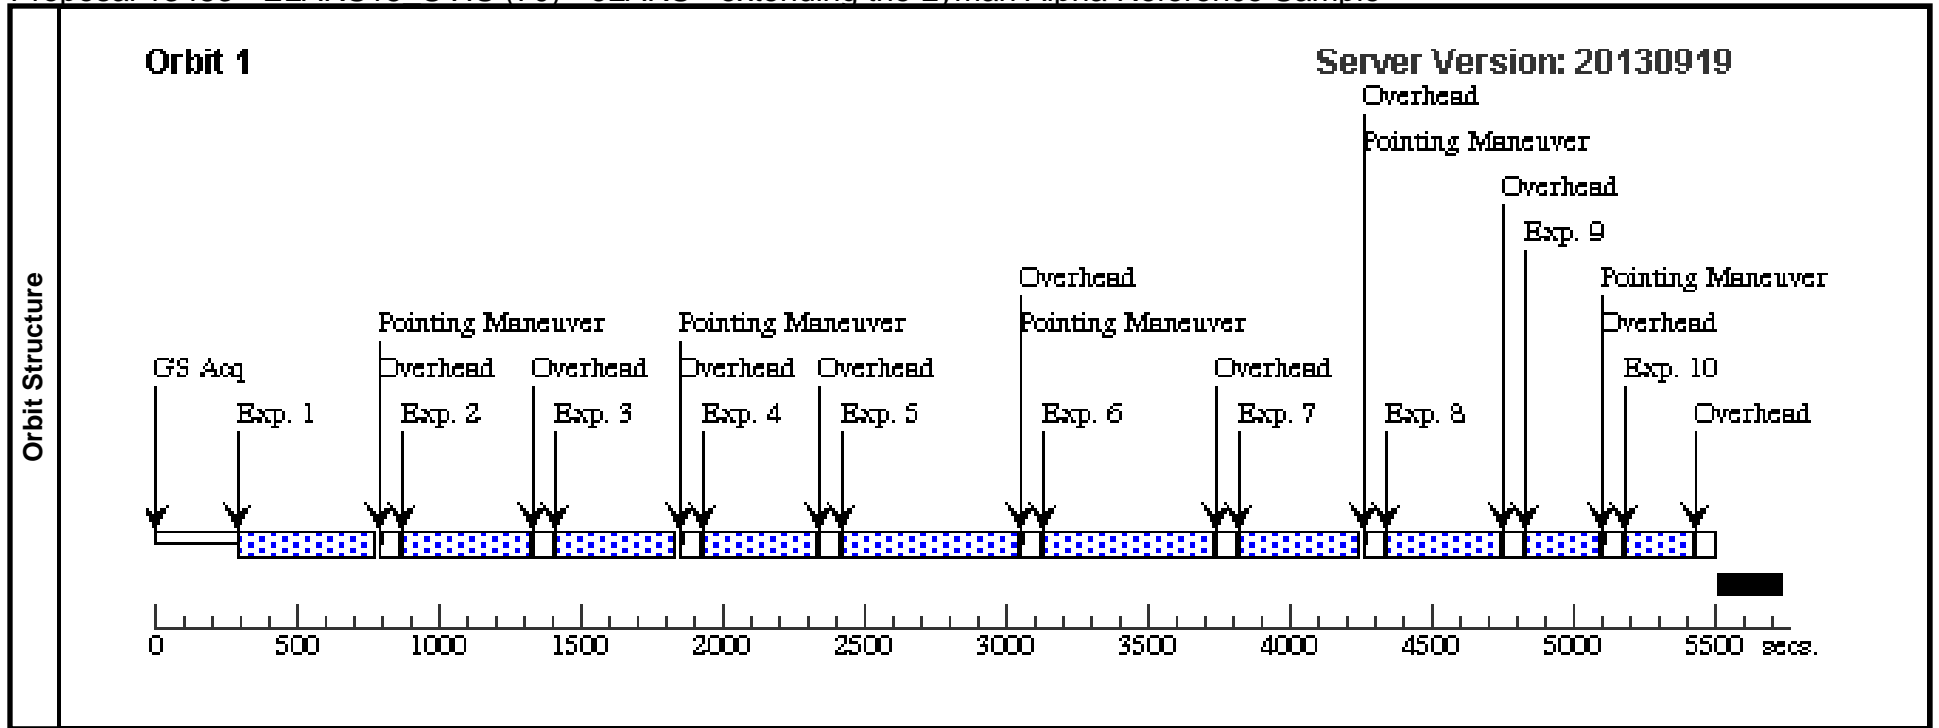 Orbit 1
Server Version: 20130919
Overhead
Pointing Maneuver
Overhead
Exp. 9
Overhead
Pointing Maneuver
Pointing Maneuver
Pointing Maneuver
Pointing Maneuver
Overhead
GS Acq
Overhead
Overhead
Overhead
Overhead
Overhead
Exp. 10
Exp. 1
Exp. 2
Exp. 3
Exp. 4
Exp. 5
Exp. 6
Exp. 7
Exp. 8
Overhead
Orbit Structure
0 500 1000 1500 2000 2500 3000 3500 4000 4500 5000 5500 secs.